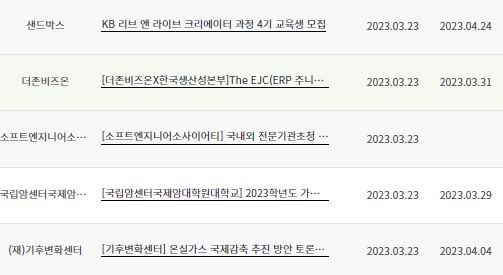 샌드박스 KB 리브 앤 라이브 크리에이터 과정 4기 교육생 모집 2023.03.23 2023.04.24
더존비즈온 [더존비즈온X한국생산성본부]The EJC(ERP 주니… 2023.03.23 2023.03.31
소프트엔지니어소… [소프트엔지니어소사이어티] 국내외 전문기관초청 … 2023.03.23
국립암센터국제암… [국립암센터국제암대학원대학교] 2023학년도 가… 2023.03.23 2023.03.29
(재)기후변화센터 [기후변화센터] 온실가스 국제감축 추진 방안 토론… 2023.03.23 2023.04.04